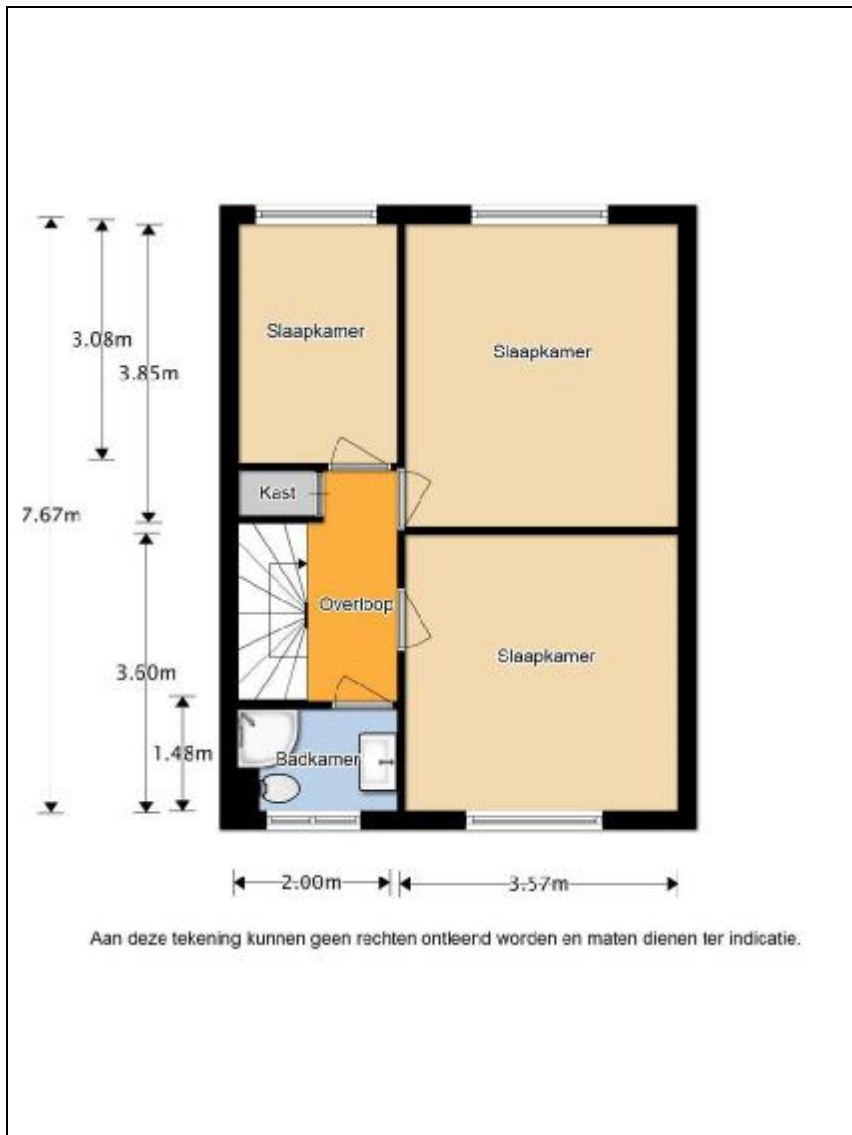 Slaapkamer
3.08m
Slaapkamer
3.85m
Kast
7.67m
Overloop
Slaapkamer
3.60m
1.48m
Badkamer
2.00m
3.57m
Aan deze tekening kunnen geen rechten ontleend worden en maten dienen ter indicatie.